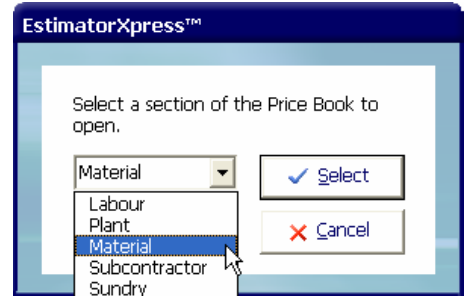 EstimatorXpress™
Select a section of the Price Book to
open.
Material
Select
Labour
Plant
Material
Cancel
Subcontractor
Sundry